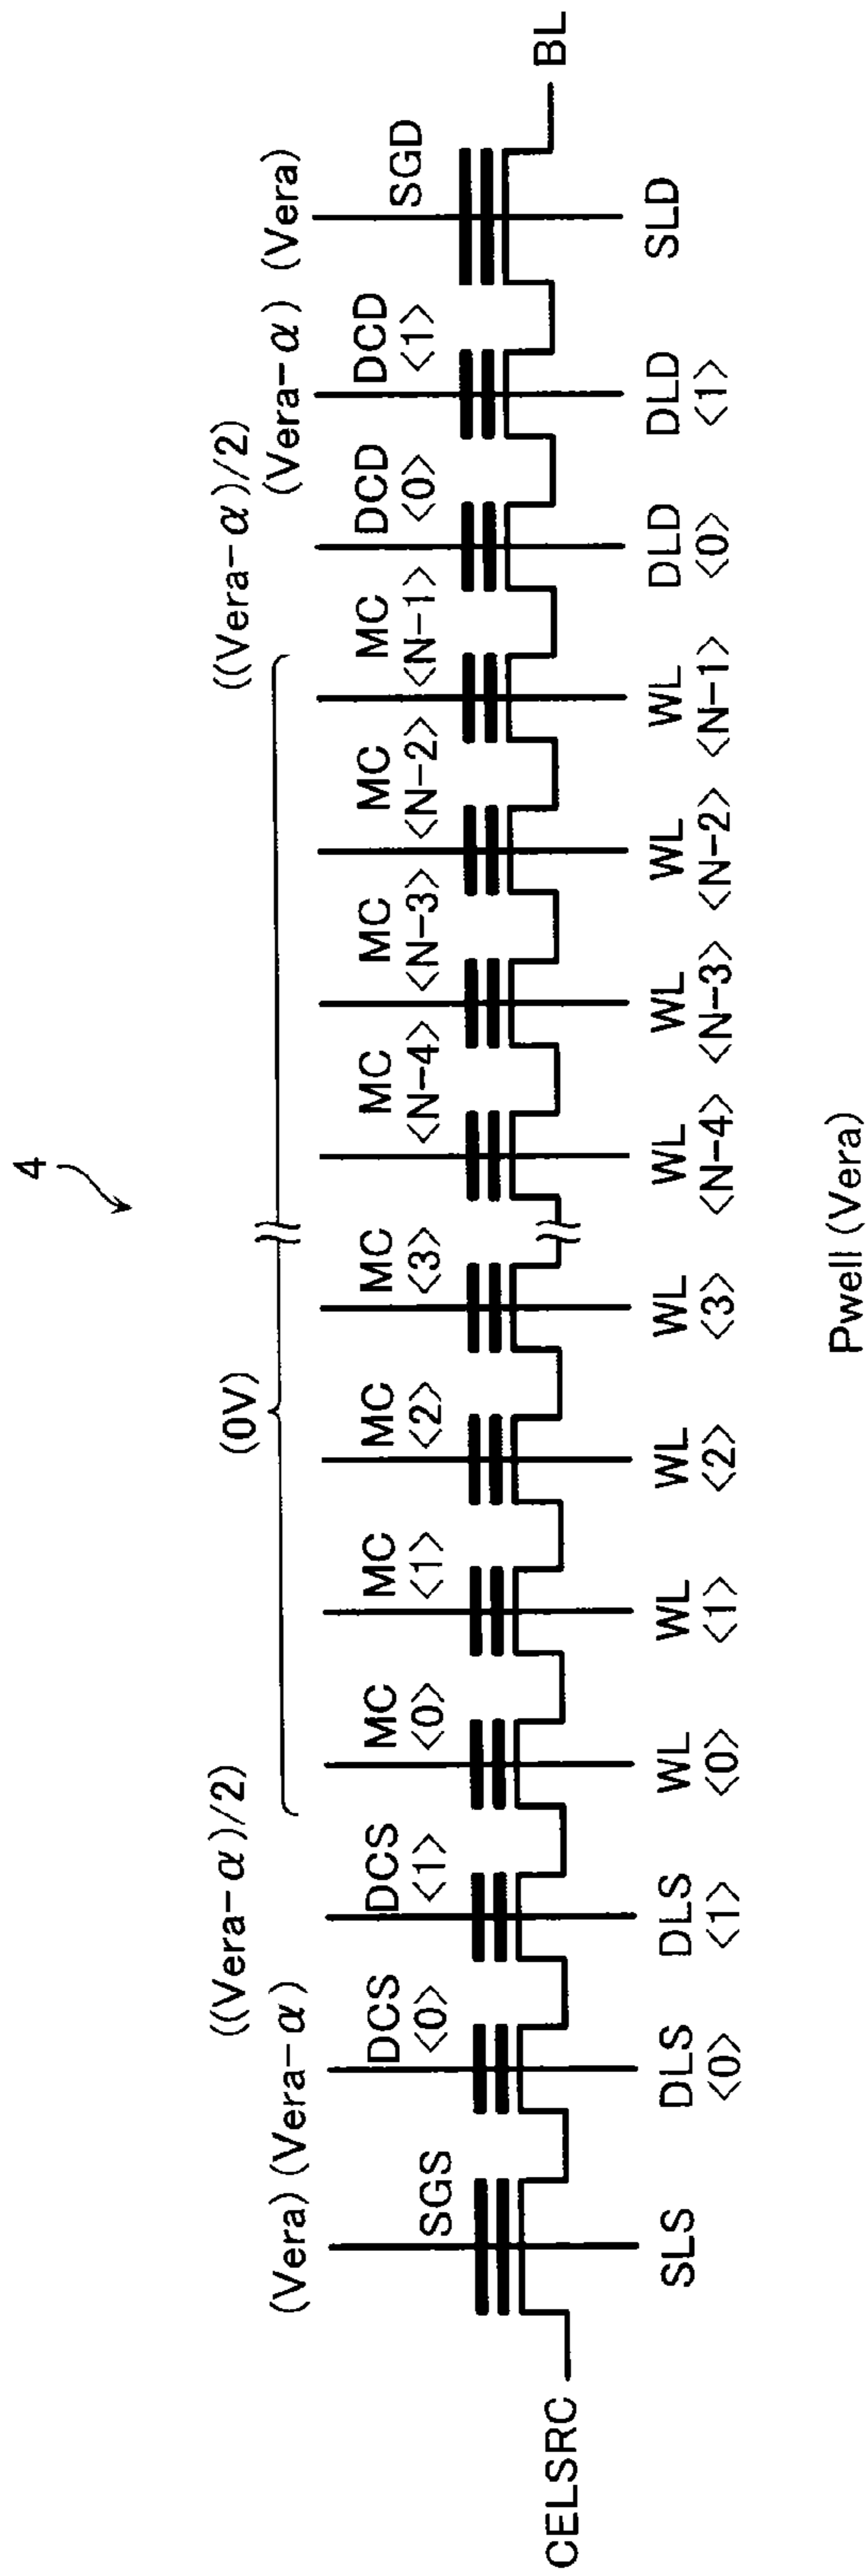 4
(0V)
((Vera-α)/2)
((Vera-α)/2)
(Vera)
(Vera-α)
(Vera-α)
(Vera)
SGS
DCS
<0>
DCS
<1>
MC
<0>
MC
<1>
MC
<2>
MC
<3>
MC
<N-4>
MC
<N-3>
MC
<N-2>
MC
<N-1>
DCD
<0>
DCD
<1>
SGD
CELSRC
BL
SLS
DLS
<0>
DLS
<1>
WL
<0>
WL
<1>
WL
<2>
WL
<3>
WL
<N-4>
WL
<N-3>
WL
<N-2>
WL
<N-1>
DLD
<0>
DLD
<1>
SLD
Pwell (Vera)